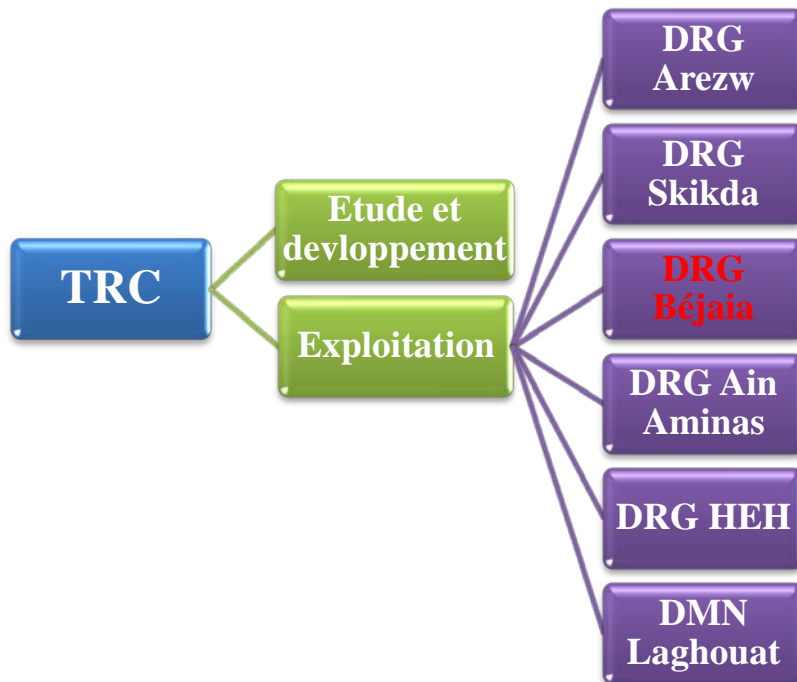 TRC
Etude et
devloppement
Exploitation
DRG
Arezw
DRG
Skikda
DRG
Béjaia
DRG Ain
Aminas
DRG HEH
DMN
Laghouat